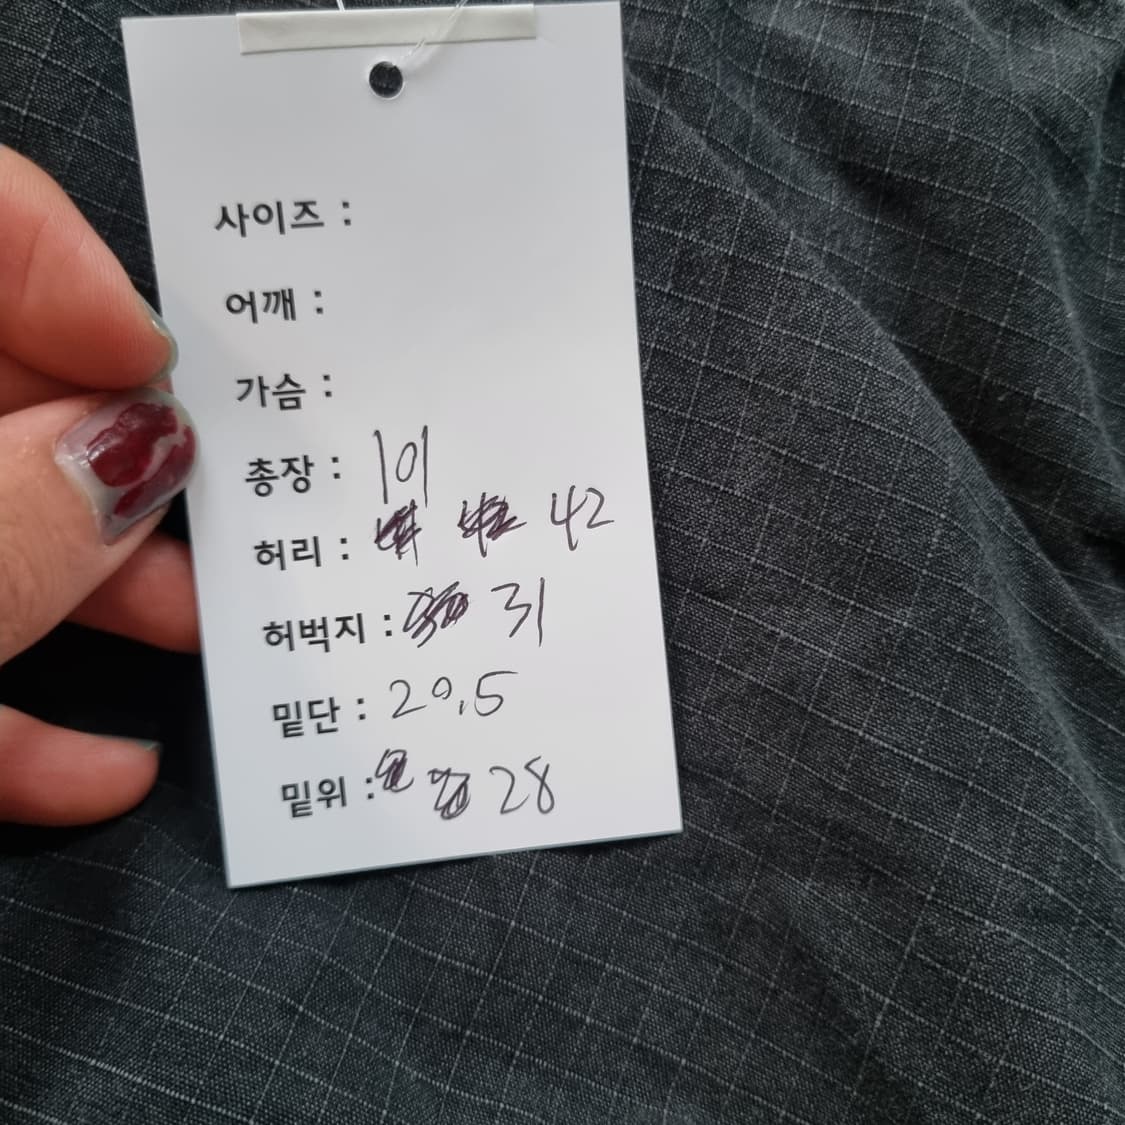 사이즈 :
어깨 :
가슴 :
총장 : 101
허리 : 42
허벅지 : 31
밑단 : 20.5
밑위 : 28